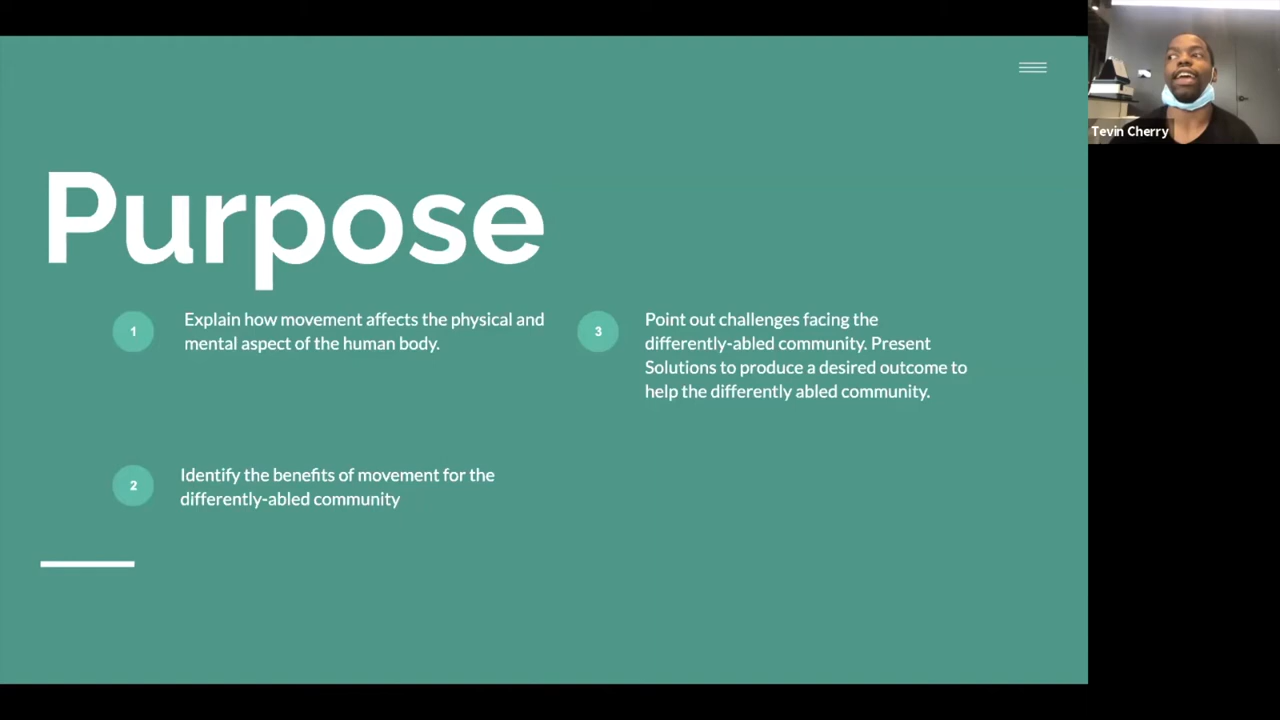 Purpose
1
Explain how movement affects the physical and
mental aspect of the human body.
2
Identify the benefits of movement for the
differently-abled community
3
Point out challenges facing the
differently-abled community. Present
Solutions to produce a desired outcome to
help the differently abled community.
Tevin Cherry